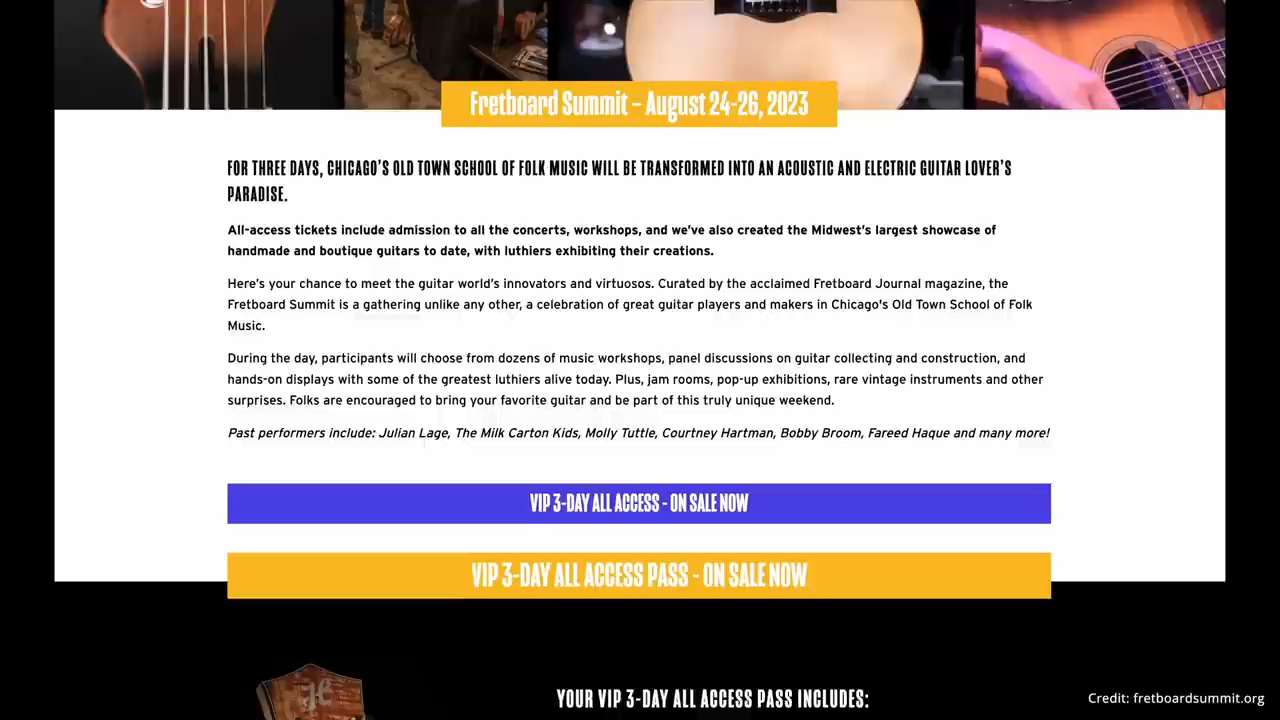 Fretboard Summit – August 24-26, 2023
FOR THREE DAYS, CHICAGO'S OLD TOWN SCHOOL OF FOLK MUSIC WILL BE TRANSFORMED INTO AN ACOUSTIC AND ELECTRIC GUITAR LOVER'S
PARADISE.
All-access tickets include admission to all the concerts, workshops, and we've also created the Midwest's largest showcase of
handmade and boutique guitars to date, with luthiers exhibiting their creations.
Here's your chance to meet the guitar world's innovators and virtuosos. Curated by the acclaimed Fretboard Journal magazine, the
Fretboard Summit is a gathering unlike any other, a celebration of great guitar players and makers in Chicago's Old Town School of Folk
Music.
During the day, participants will choose from dozens of music workshops, panel discussions on guitar collecting and construction, and
hands-on displays with some of the greatest luthiers alive today. Plus, jam rooms, pop-up exhibitions, rare vintage instruments and other
surprises. Folks are encouraged to bring your favorite guitar and be part of this truly unique weekend.
Past performers include: Julian Lage, The Milk Carton Kids, Molly Tuttle, Courtney Hartman, Bobby Broom, Fareed Haque and many more!
VIP 3-DAY ALL ACCESS - ON SALE NOW
VIP 3-DAY ALL ACCESS PASS - ON SALE NOW
YOUR VIP 3-DAY ALL ACCESS PASS INCLUDES:
Credit: fretboardsummit.org